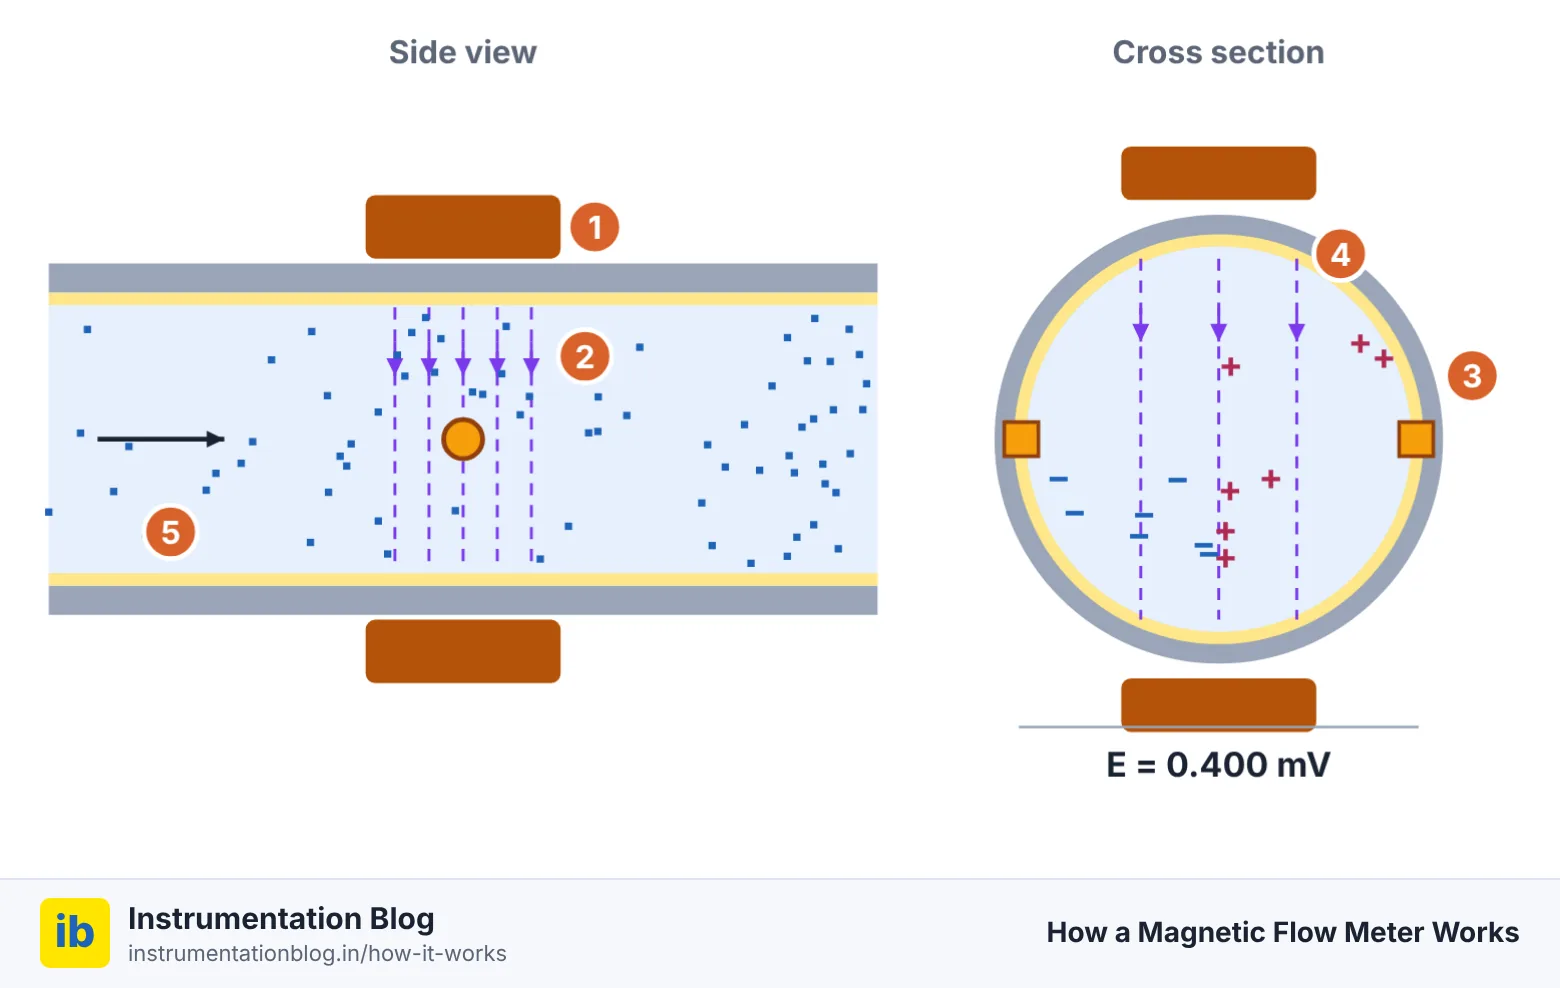 Side view
Cross section
1
2
3
4
5
E = 0.400 mV
ib
Instrumentation Blog
instrumentationblog.in/how-it-works
How a Magnetic Flow Meter Works